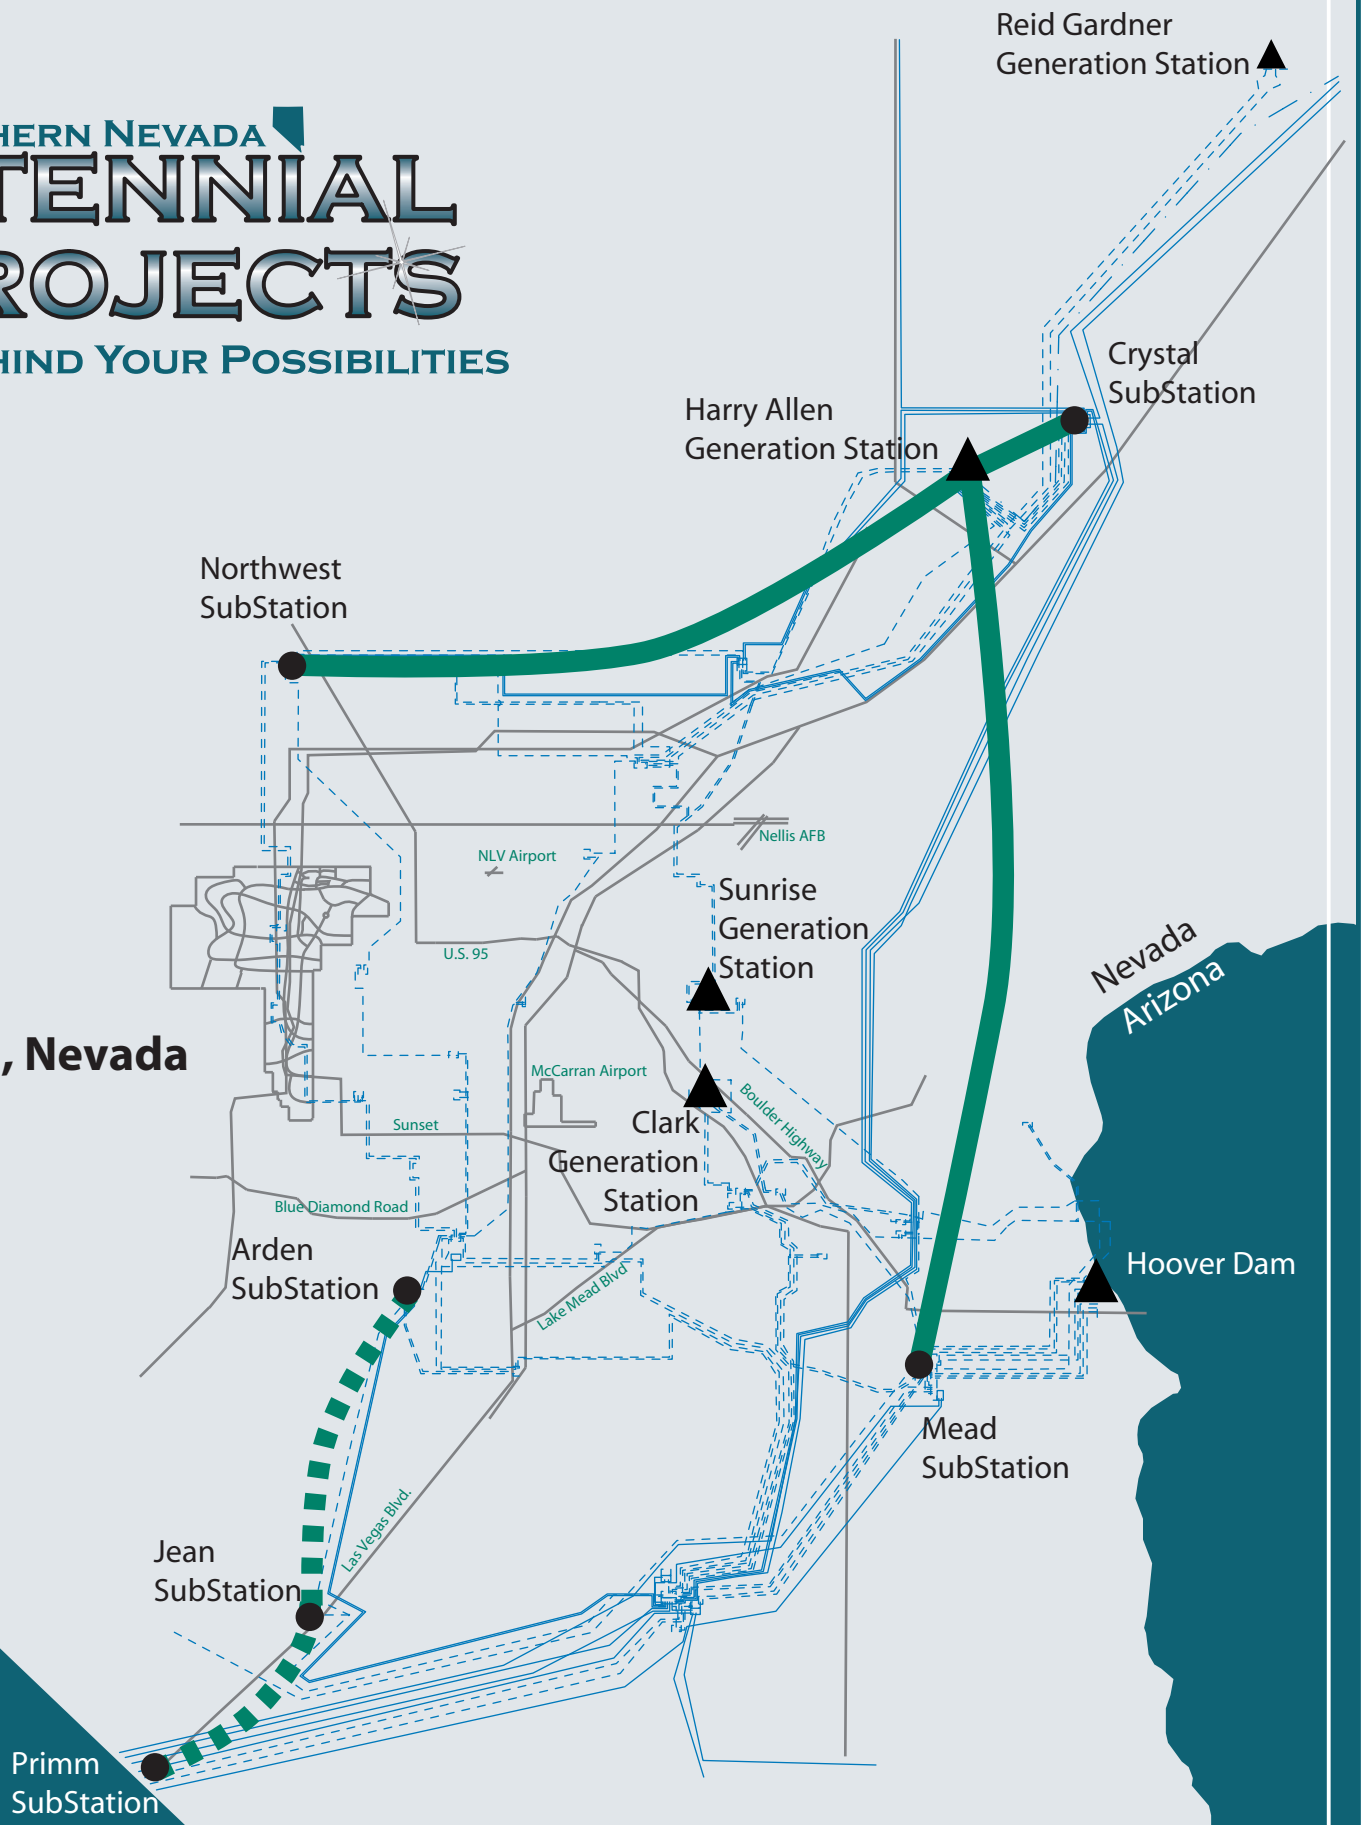 Reid Gardner
Generation Station
HERN NEVADA
TENNIAL
ROJECTS
HIND YOUR POSSIBILITIES
Crystal
SubStation
Harry Allen
Generation Station
Northwest
SubStation
Nellis AFB
NLV Airport
Sunrise
Generation
Station
U.S. 95
Nevada
Arizona
, Nevada
McCarran Airport
Boulder Highway
Clark
Generation
Station
Sunset
Blue Diamond Road
Arden
SubStation
Hoover Dam
Lake Mead Blvd
Mead
SubStation
Las Vegas Blvd.
Jean
SubStation
Primm
SubStation